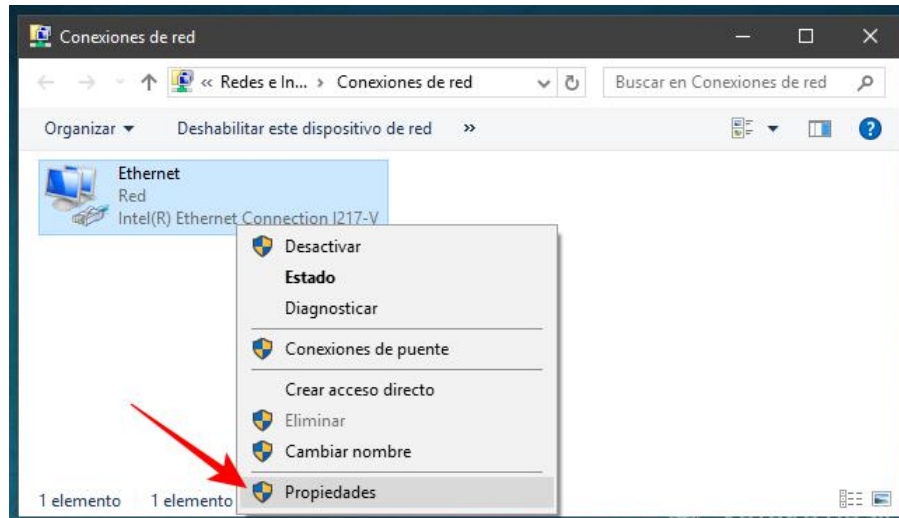 Conexiones de red
« Redes e In... › Conexiones de red
Buscar en Conexiones de red
Organizar
Deshabilitar este dispositivo de red »
Ethernet
Red
Intel(R) Ethernet Connection I217-V
Desactivar
Estado
Diagnosticar
Conexiones de puente
Crear acceso directo
Eliminar
Cambiar nombre
Propiedades
1 elemento 1 elemento